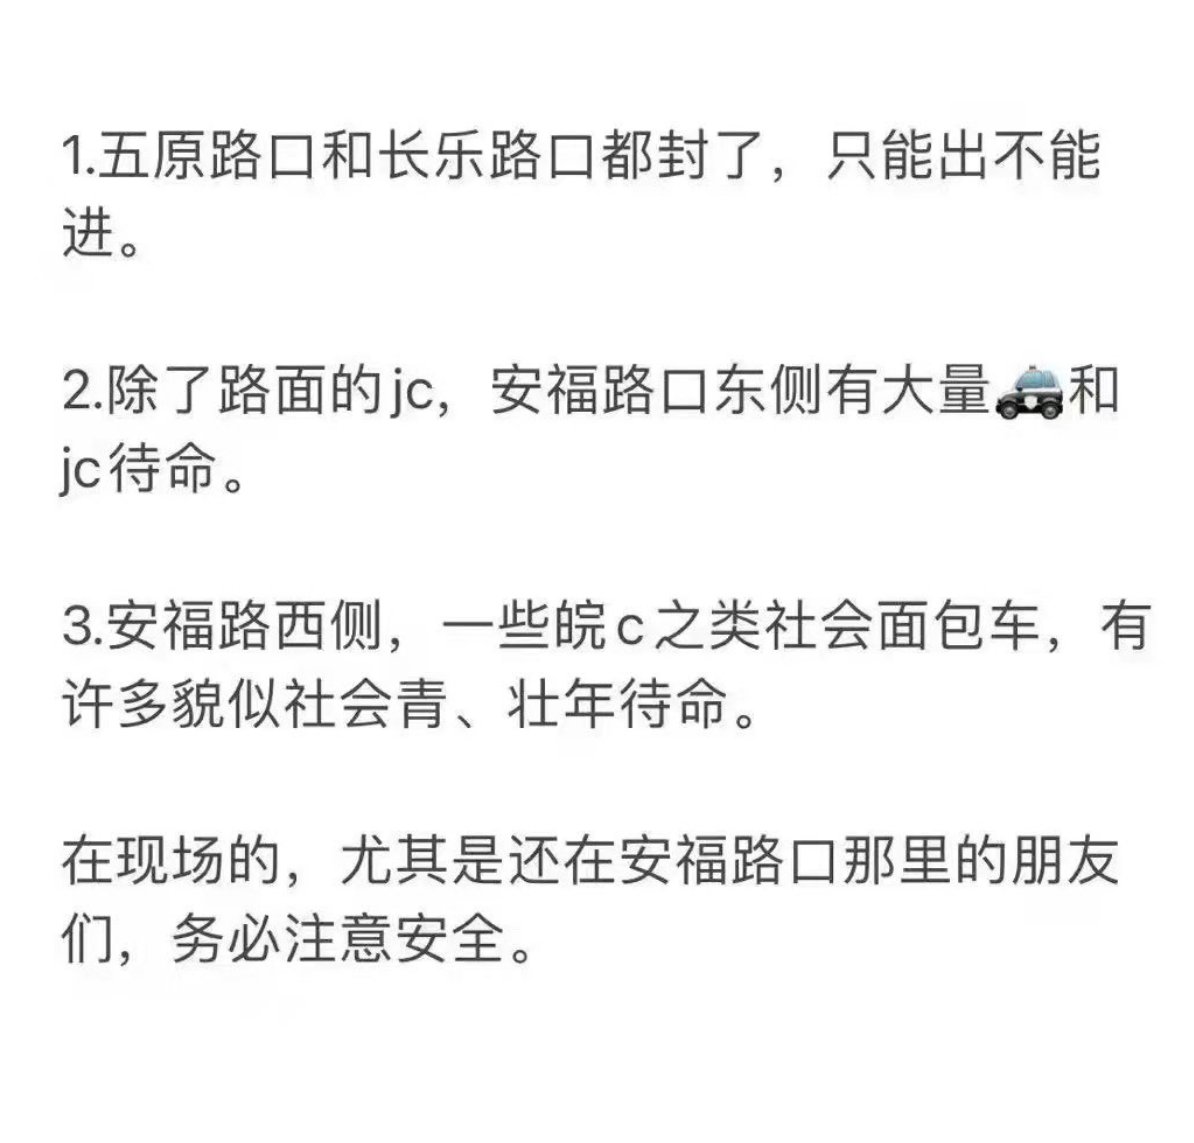 1.五原路口和长乐路口都封了，只能出不能
进。
2.除了路面的jc，安福路口东侧有大量🚓和
jc待命。
3.安福路西侧，一些皖c之类社会面包车，有
许多貌似社会青、壮年待命。
在现场的，尤其是还在安福路口那里的朋友
们，务必注意安全。